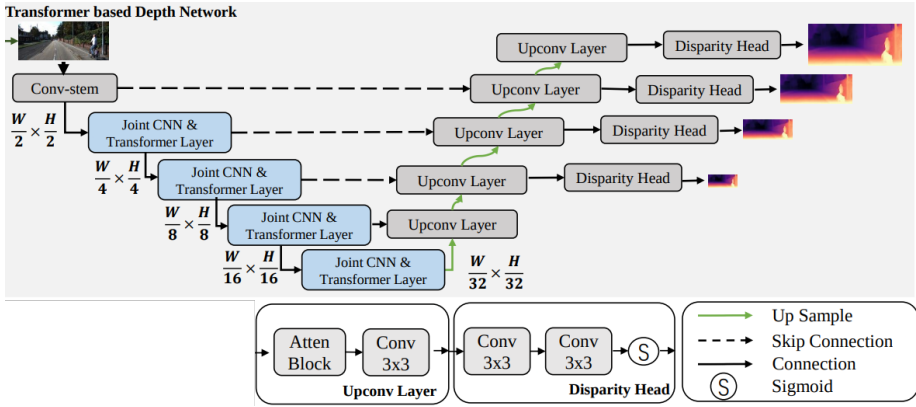 Transformer based Depth Network
Upconv Layer
Disparity Head
Conv-stem
Upconv Layer
Disparity Head
W/2 × H/2
Joint CNN &
Transformer Layer
Upconv Layer
Disparity Head
W/4 × H/4
Joint CNN &
Transformer Layer
Upconv Layer
Disparity Head
W/8 × H/8
Joint CNN &
Transformer Layer
Upconv Layer
W/16 × H/16
Joint CNN &
Transformer Layer
W/32 × H/32
Atten
Block
Conv
3x3
Upconv Layer
Conv
3x3
Conv
3x3
S
Disparity Head
Up Sample
Skip Connection
Connection
S
Sigmoid